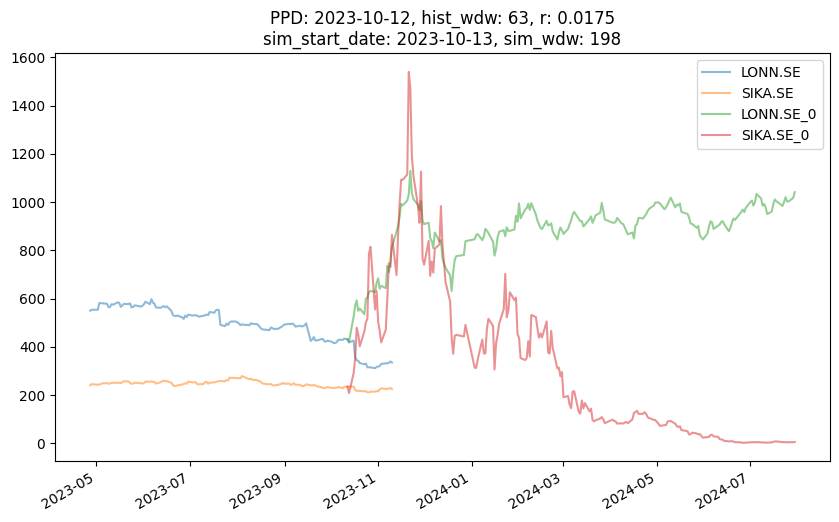 PPD: 2023-10-12, hist_wdw: 63, r: 0.0175
sim_start_date: 2023-10-13, sim_wdw: 198
1600
1400
1200
1000
800
600
400
200
0
LONN.SE
SIKA.SE
LONN.SE_0
SIKA.SE_0
2023-05
2023-07
2023-09
2023-11
2024-01
2024-03
2024-05
2024-07